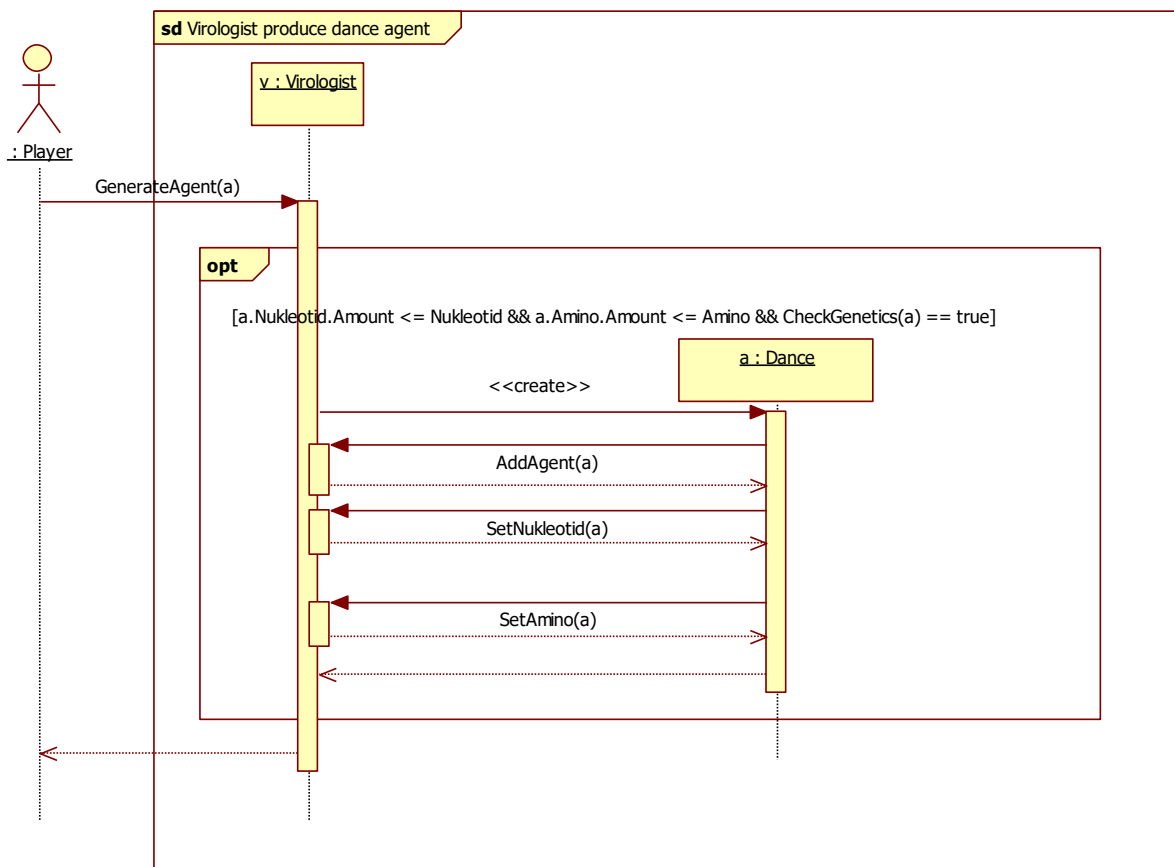 sd Virologist produce dance agent
v : Virologist
: Player
GenerateAgent(a)
opt
[a.Nukleotid.Amount <= Nukleotid && a.Amino.Amount <= Amino && CheckGenetics(a) == true]
a : Dance
<<create>>
AddAgent(a)
SetNukleotid(a)
SetAmino(a)